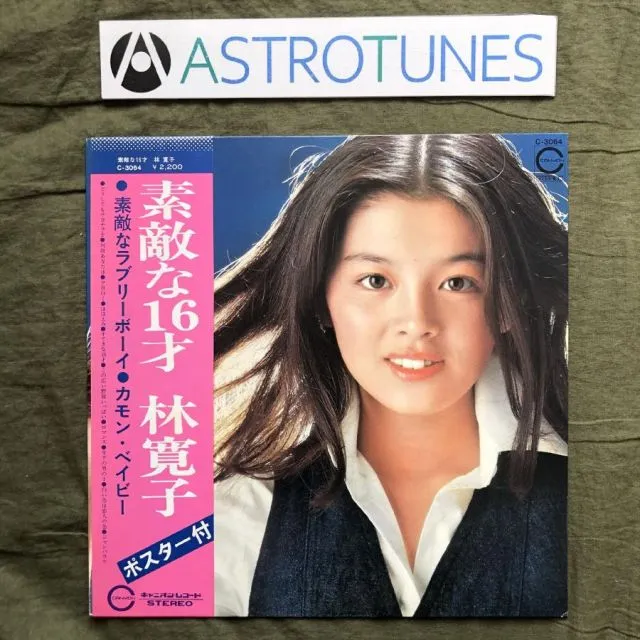 ASTROTUNES
素敵な16才 林 寛子
C-3064 ¥2,200
C-3064
素敵な16才 林寛子
●素敵なラブリーボーイ●カモン・ベイビー
ポスター付
キャニオンレコード
STEREO